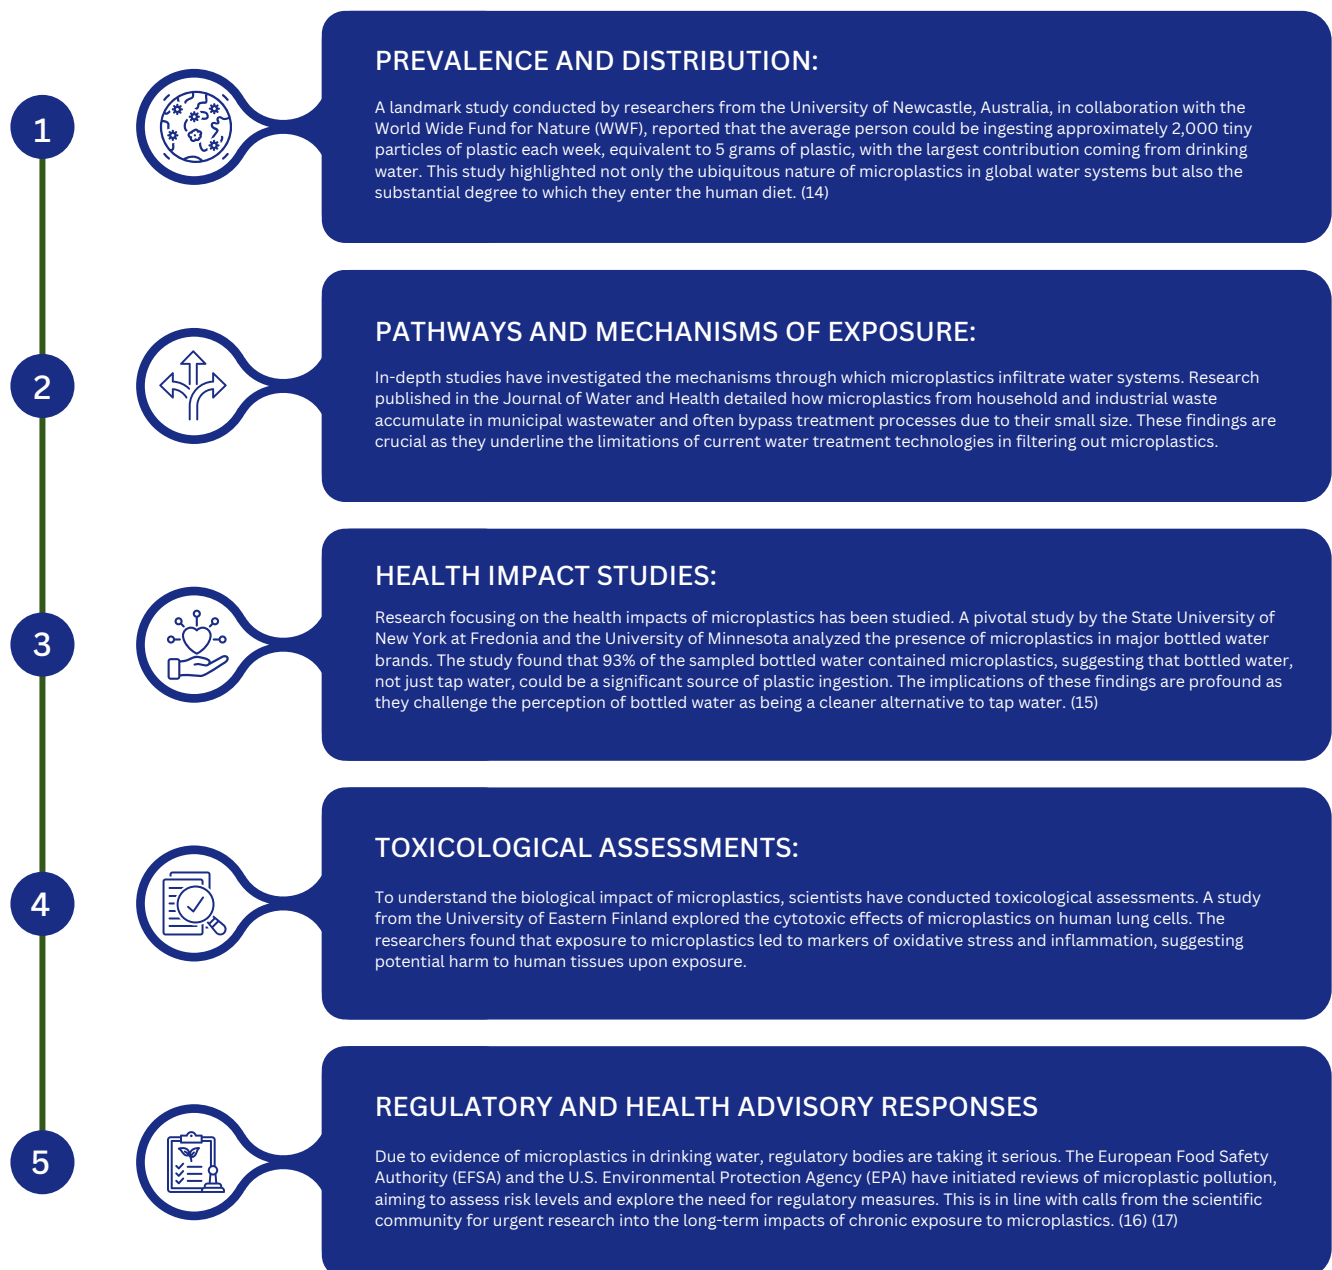 1
PREVALENCE AND DISTRIBUTION:
A landmark study conducted by researchers from the University of Newcastle, Australia, in collaboration with the
World Wide Fund for Nature (WWF), reported that the average person could be ingesting approximately 2,000 tiny
particles of plastic each week, equivalent to 5 grams of plastic, with the largest contribution coming from drinking
water. This study highlighted not only the ubiquitous nature of microplastics in global water systems but also the
substantial degree to which they enter the human diet. (14)
2
PATHWAYS AND MECHANISMS OF EXPOSURE:
In-depth studies have investigated the mechanisms through which microplastics infiltrate water systems. Research
published in the Journal of Water and Health detailed how microplastics from household and industrial waste
accumulate in municipal wastewater and often bypass treatment processes due to their small size. These findings are
crucial as they underline the limitations of current water treatment technologies in filtering out microplastics.
3
HEALTH IMPACT STUDIES:
Research focusing on the health impacts of microplastics has been studied. A pivotal study by the State University of
New York at Fredonia and the University of Minnesota analyzed the presence of microplastics in major bottled water
brands. The study found that 93% of the sampled bottled water contained microplastics, suggesting that bottled water,
not just tap water, could be a significant source of plastic ingestion. The implications of these findings are profound as
they challenge the perception of bottled water as being a cleaner alternative to tap water. (15)
4
TOXICOLOGICAL ASSESSMENTS:
To understand the biological impact of microplastics, scientists have conducted toxicological assessments. A study
from the University of Eastern Finland explored the cytotoxic effects of microplastics on human lung cells. The
researchers found that exposure to microplastics led to markers of oxidative stress and inflammation, suggesting
potential harm to human tissues upon exposure.
5
REGULATORY AND HEALTH ADVISORY RESPONSES
Due to evidence of microplastics in drinking water, regulatory bodies are taking it serious. The European Food Safety
Authority (EFSA) and the U.S. Environmental Protection Agency (EPA) have initiated reviews of microplastic pollution,
aiming to assess risk levels and explore the need for regulatory measures. This is in line with calls from the scientific
community for urgent research into the long-term impacts of chronic exposure to microplastics. (16) (17)